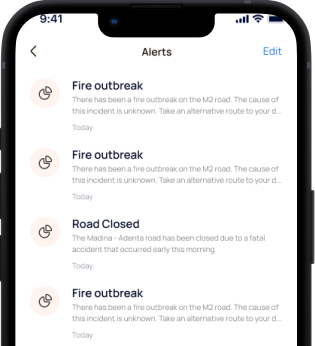 9:41
Alerts
Edit
Fire outbreak
There has been a fire outbreak on the M2 road. The cause of
this incident is unknown. Take an alternative route to your d...
Today
Fire outbreak
There has been a fire outbreak on the M2 road. The cause of
this incident is unknown. Take an alternative route to your d...
Today
Road Closed
The Madina - Adenta road has been closed due to a fatal
accident that occurred early this morning
Today
Fire outbreak
There has been a fire outbreak on the M2 road. The cause of
this incident is unknown. Take an alternative route to your d...
Today